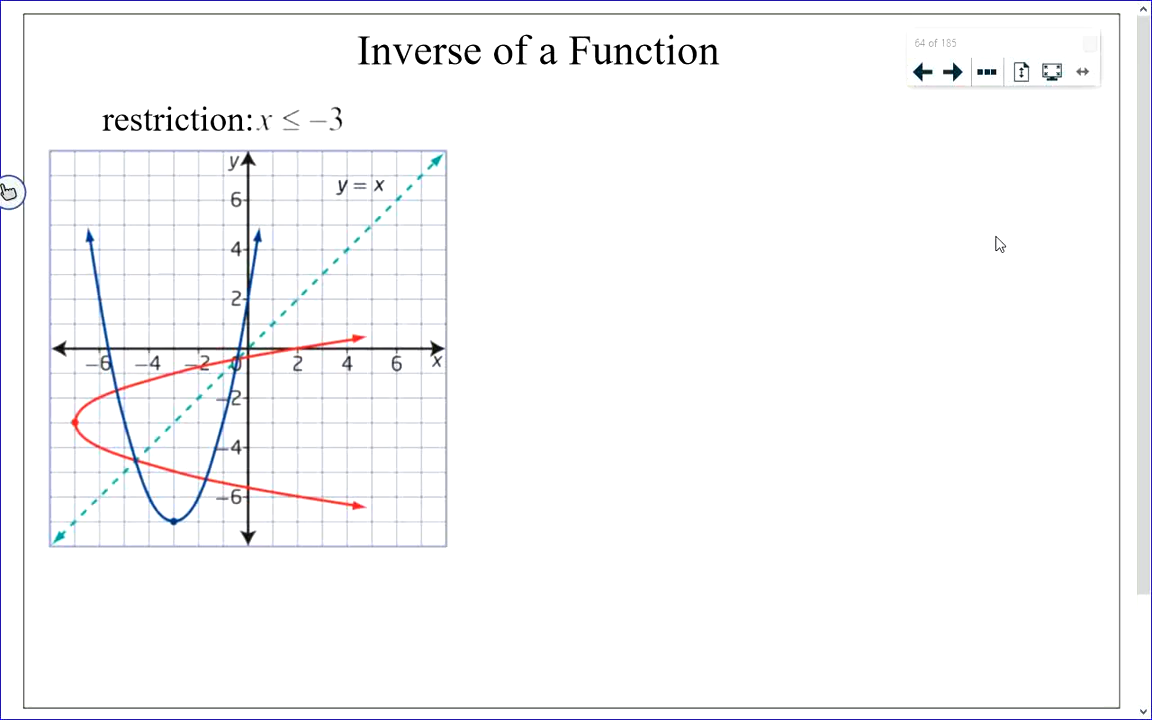 Inverse of a Function
64 of 185
restriction: x ≤ −3
y
y = x
6
4
2
−6 −4 −2 0 2 4 6 x
−2
−4
−6